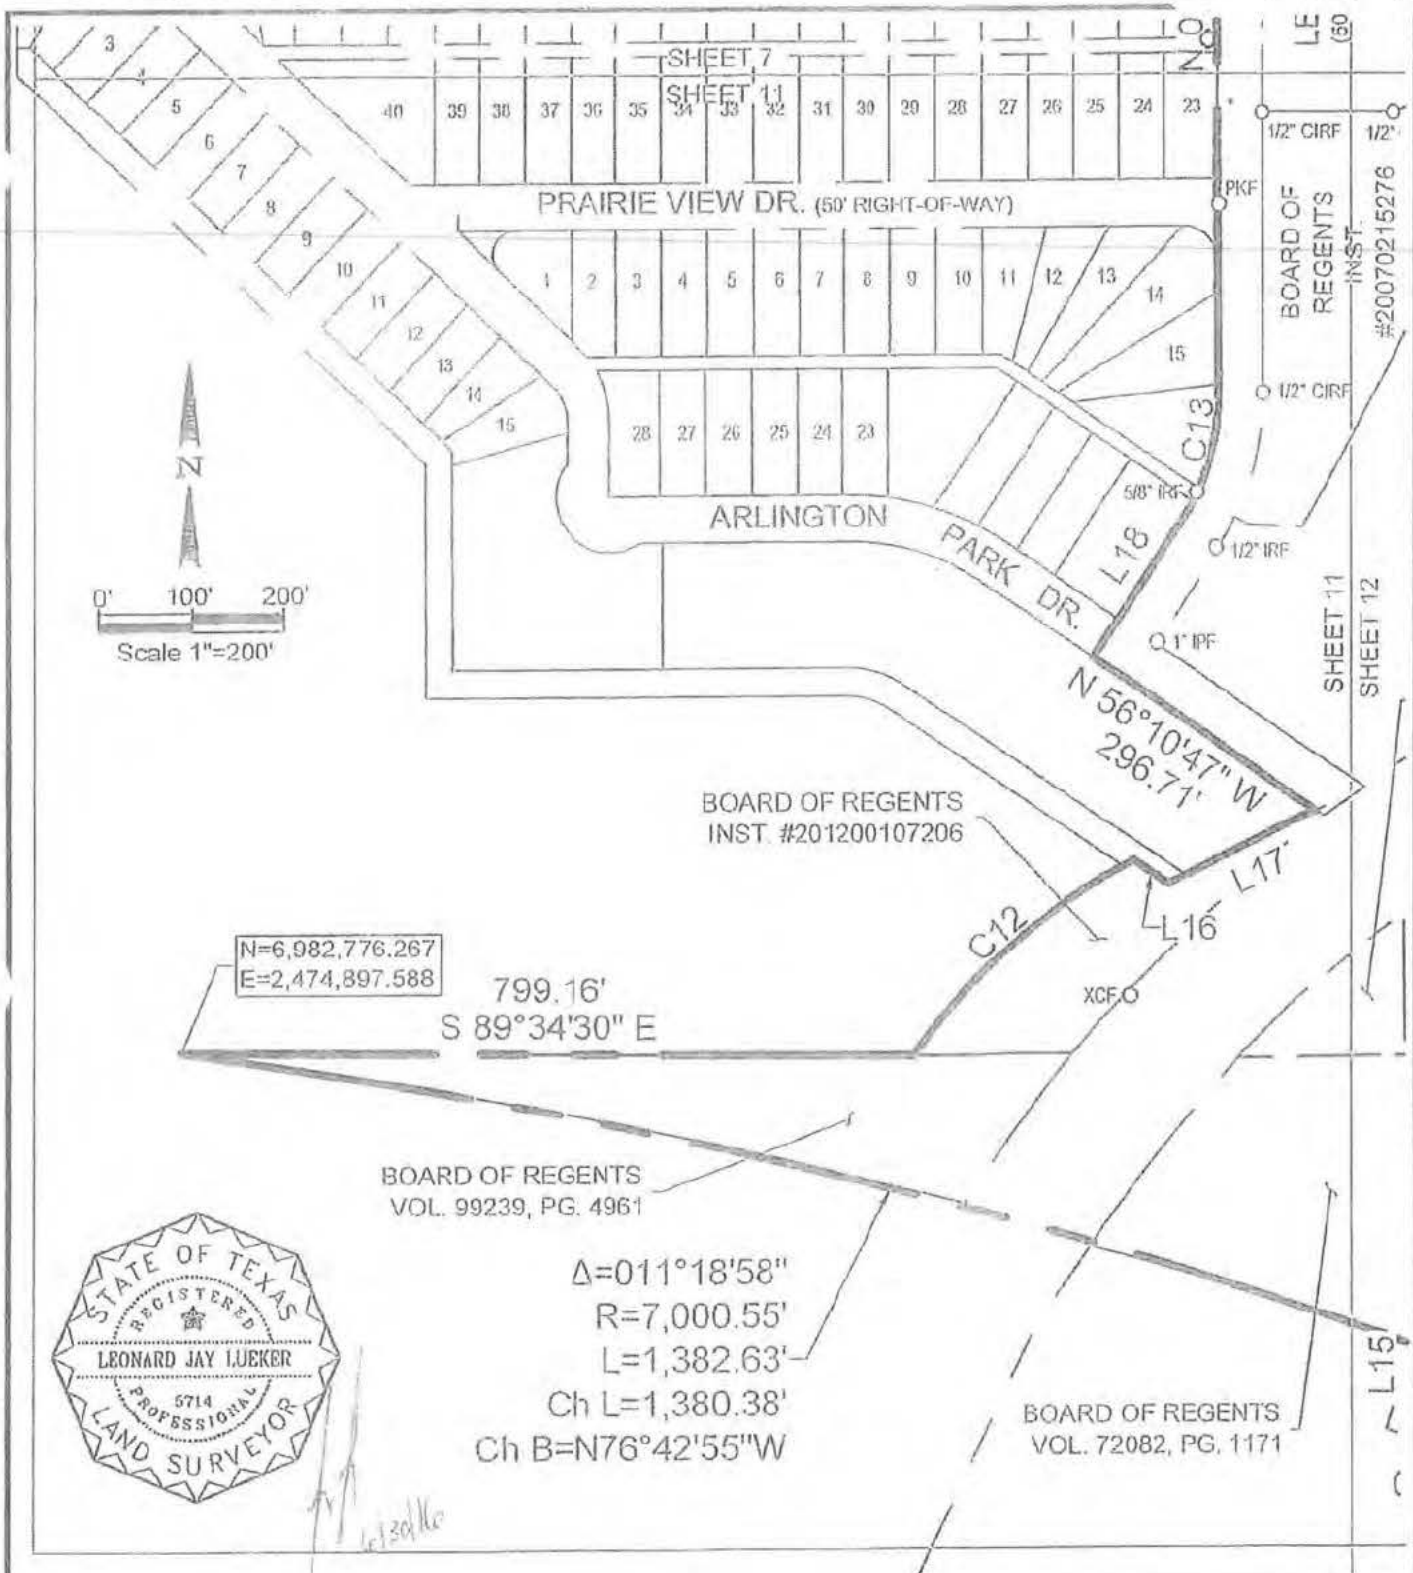 SHEET 7
SHEET 11
N 0
LE
(60
3
4
5
6
7
8
9
10
11
12
13
14
15
40
39
38
37
36
35
34
33
32
31
30
29
28
27
26
25
24
23
1/2" CIRF
1/2"
PKF
PRAIRIE VIEW DR. (50' RIGHT-OF-WAY)
BOARD OF
REGENTS
INST.
#20070215276
1
2
3
4
5
6
7
8
9
10
11
12
13
14
15
1/2" CIRF
C13
28
27
26
25
24
23
5/8" IRF
ARLINGTON
PARK DR.
L18
1/2" IRF
1" IPF
N
0' 100' 200'
Scale 1"=200'
SHEET 11
SHEET 12
N 56°10'47" W
296.71'
BOARD OF REGENTS
INST. #201200107206
L17
L16
C12
XCF
N=6,982,776.267
E=2,474,897.588
799.16'
S 89°34'30" E
BOARD OF REGENTS
VOL. 99239, PG. 4961
Δ=011°18'58"
R=7,000.55'
L=1,382.63'
Ch L=1,380.38'
Ch B=N76°42'55"W
L15
BOARD OF REGENTS
VOL. 72082, PG. 1171
STATE OF TEXAS
REGISTERED
LEONARD JAY LUEKER
5714
PROFESSIONAL
LAND SURVEYOR